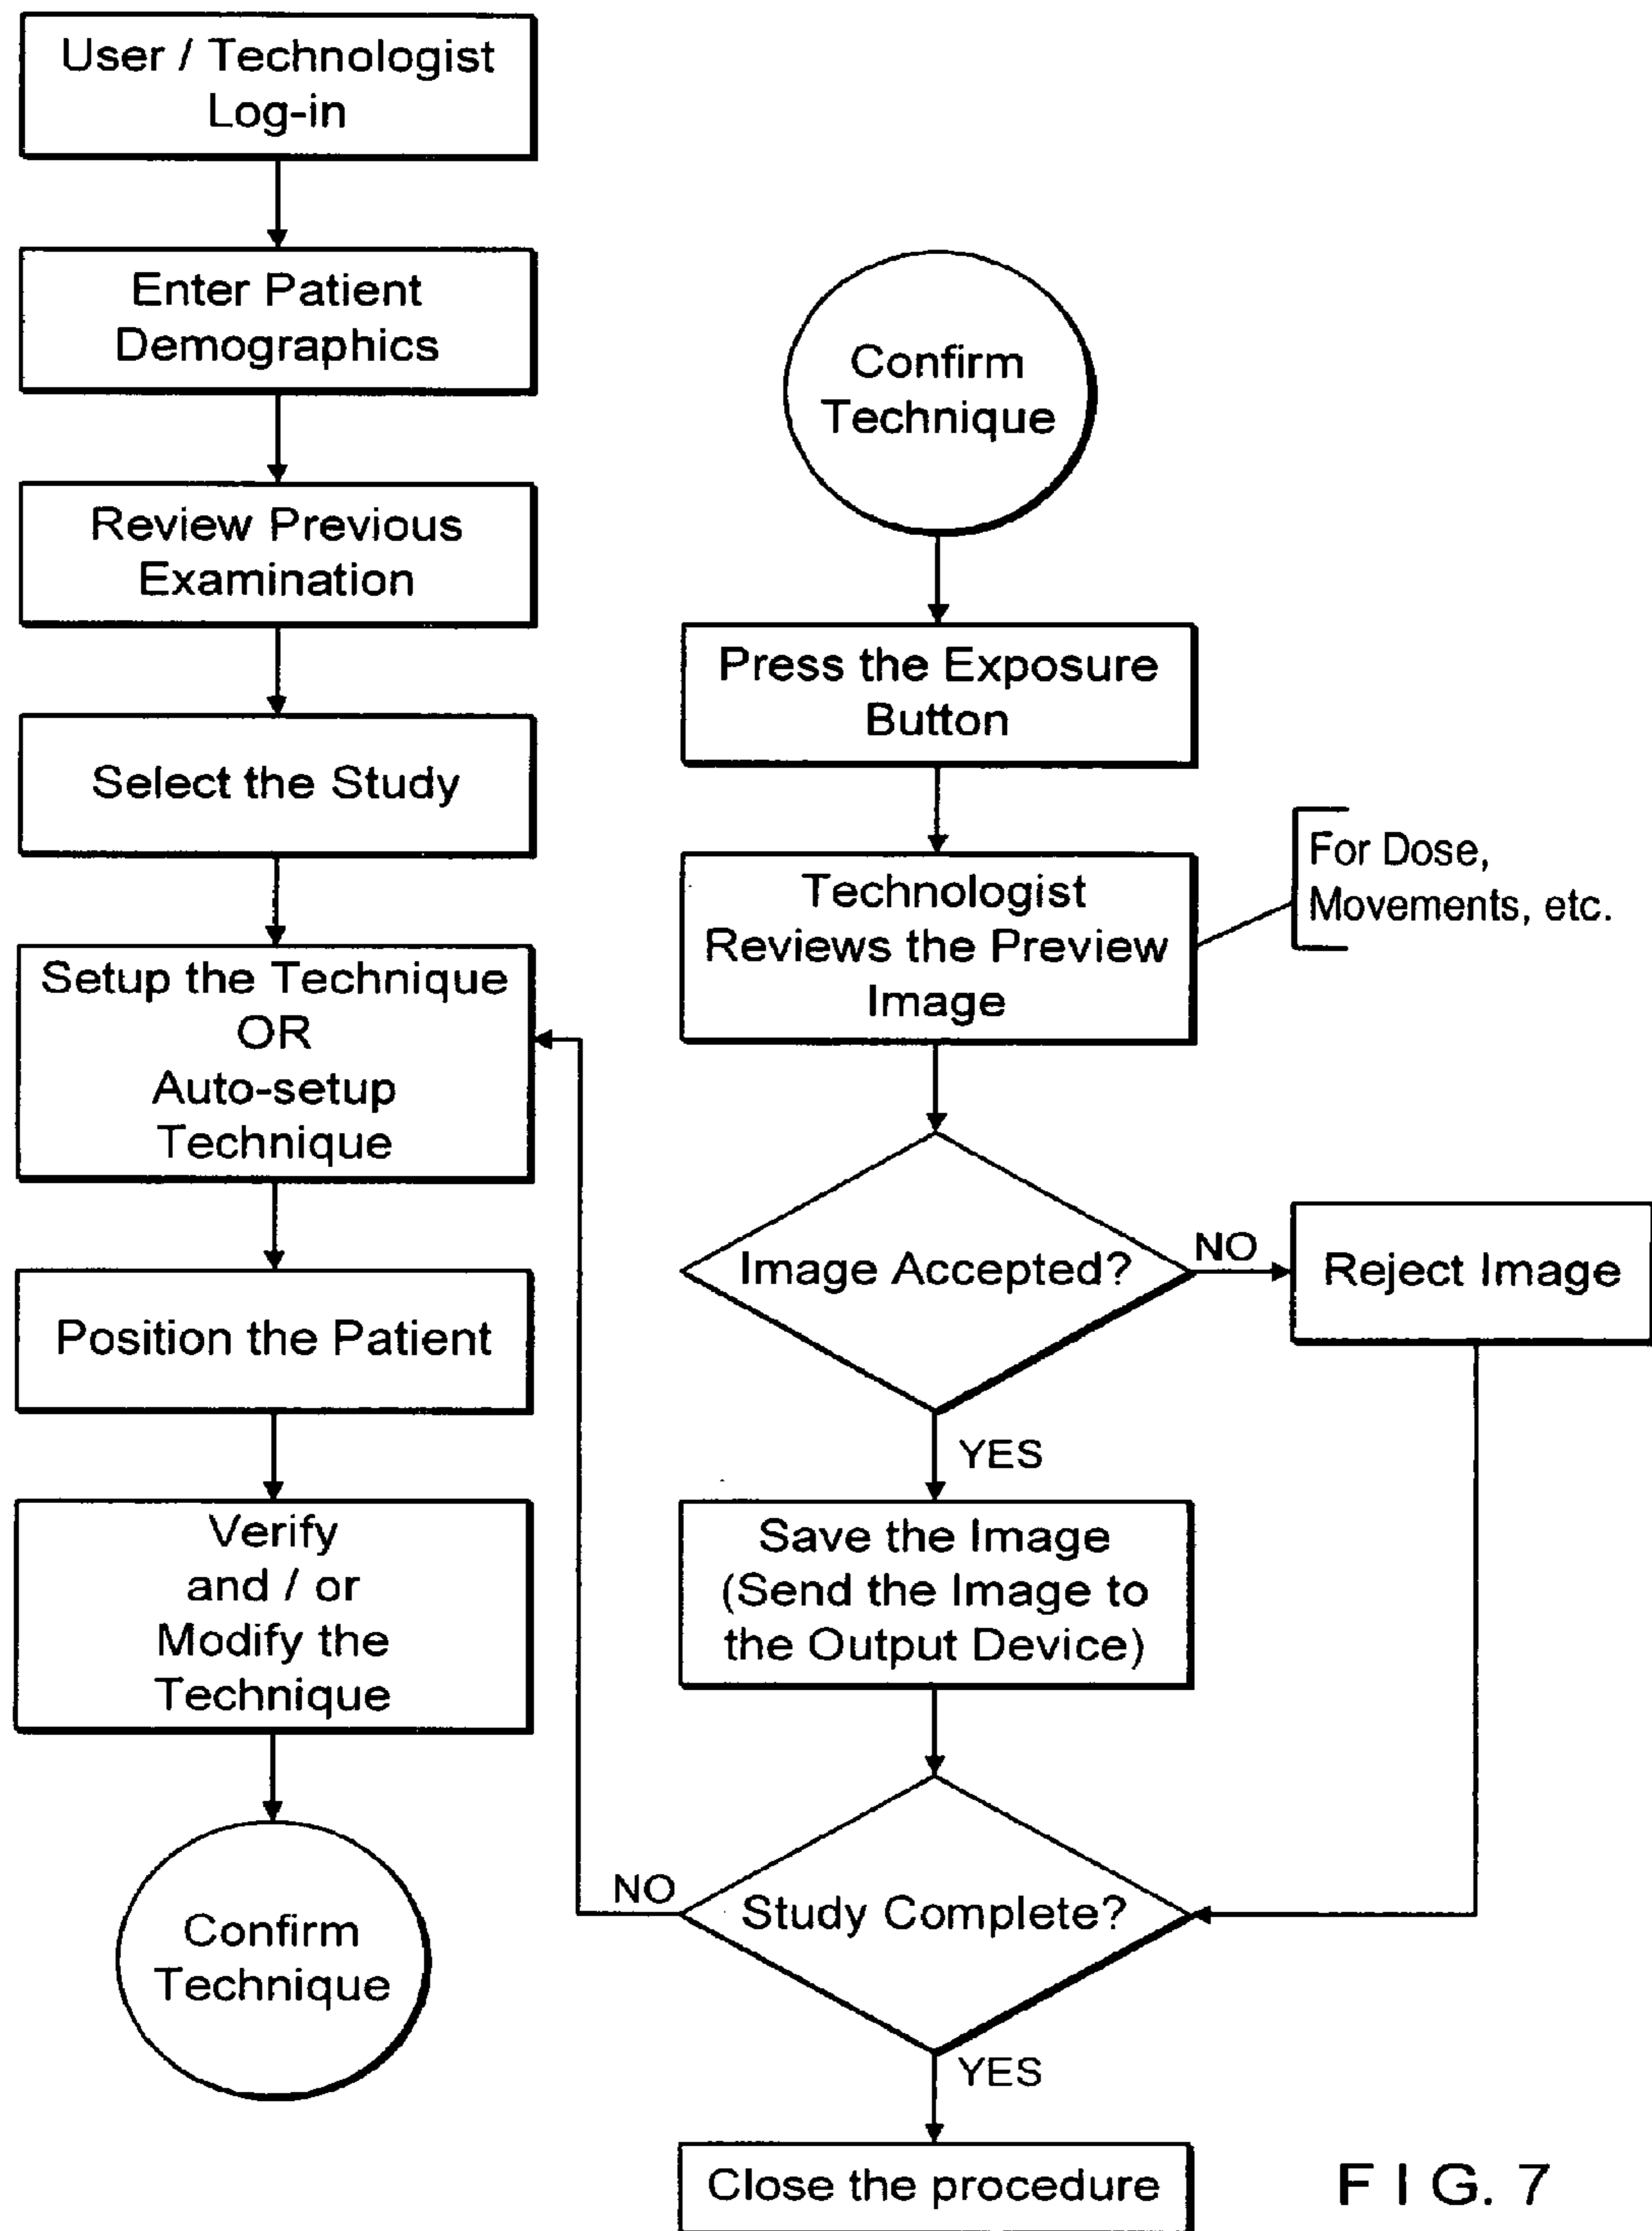 User / Technologist
Log-in
Enter Patient
Demographics
Review Previous
Examination
Select the Study
Setup the Technique
OR
Auto-setup
Technique
Position the Patient
Verify
and / or
Modify the
Technique
Confirm
Technique
Confirm
Technique
Press the Exposure
Button
Technologist
Reviews the Preview
Image
For Dose,
Movements, etc.
Image Accepted?
NO
Reject Image
YES
Save the Image
(Send the Image to
the Output Device)
Study Complete?
NO
YES
Close the procedure
FIG. 7